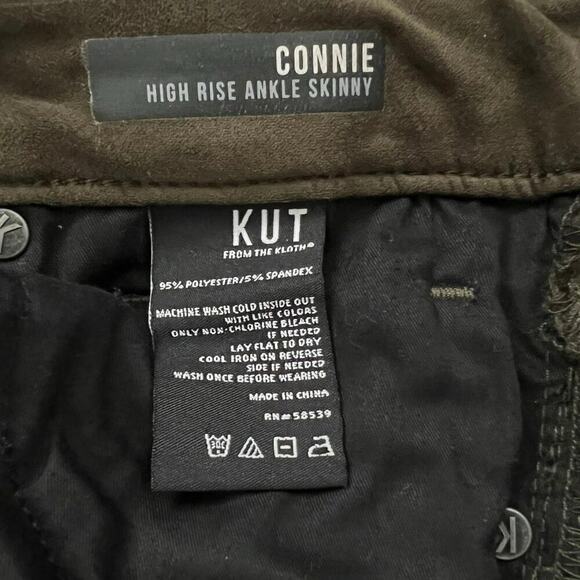 CONNIE
HIGH RISE ANKLE SKINNY
KUT
FROM THE KLOTH®
95% POLYESTER/5% SPANDEX
MACHINE WASH COLD INSIDE OUT
WITH LIKE COLORS
ONLY NON-CHLORINE BLEACH
IF NEEDED
LAY FLAT TO DRY
COOL IRON ON REVERSE
SIDE IF NEEDED
WASH ONCE BEFORE WEARING
MADE IN CHINA
RN# 58539
30
K
K